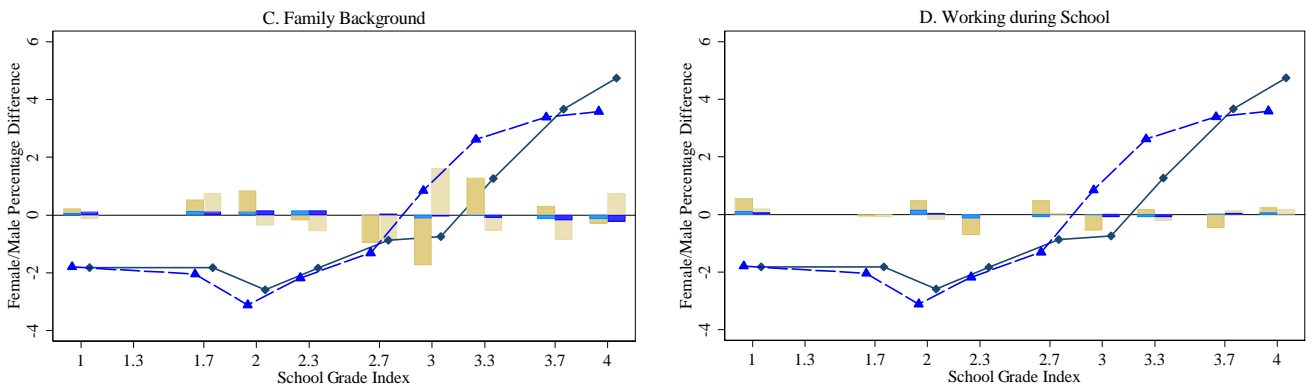 C. Family Background
Female/Male Percentage Difference
6
4
2
0
-2
-4
1 1.3 1.7 2 2.3 2.7 3 3.3 3.7 4
School Grade Index
D. Working during School
Female/Male Percentage Difference
6
4
2
0
-2
-4
1 1.3 1.7 2 2.3 2.7 3 3.3 3.7 4
School Grade Index